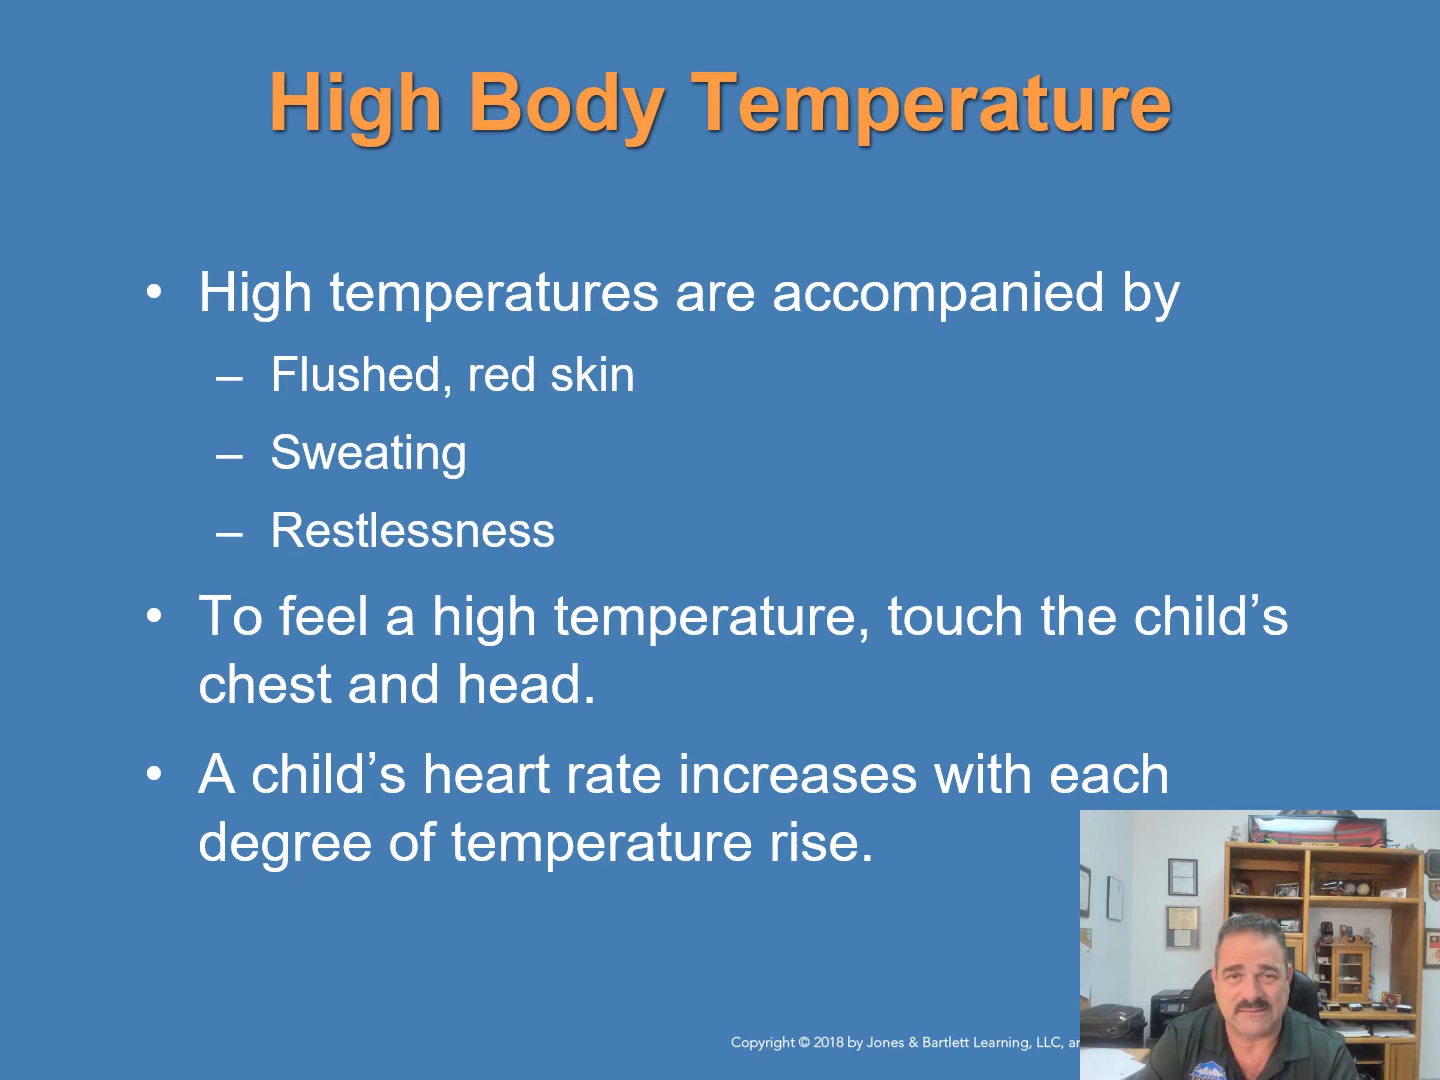 High Body Temperature
• High temperatures are accompanied by
– Flushed, red skin
– Sweating
– Restlessness
• To feel a high temperature, touch the child’s
chest and head.
• A child’s heart rate increases with each
degree of temperature rise.
Copyright © 2018 by Jones & Bartlett Learning, LLC,